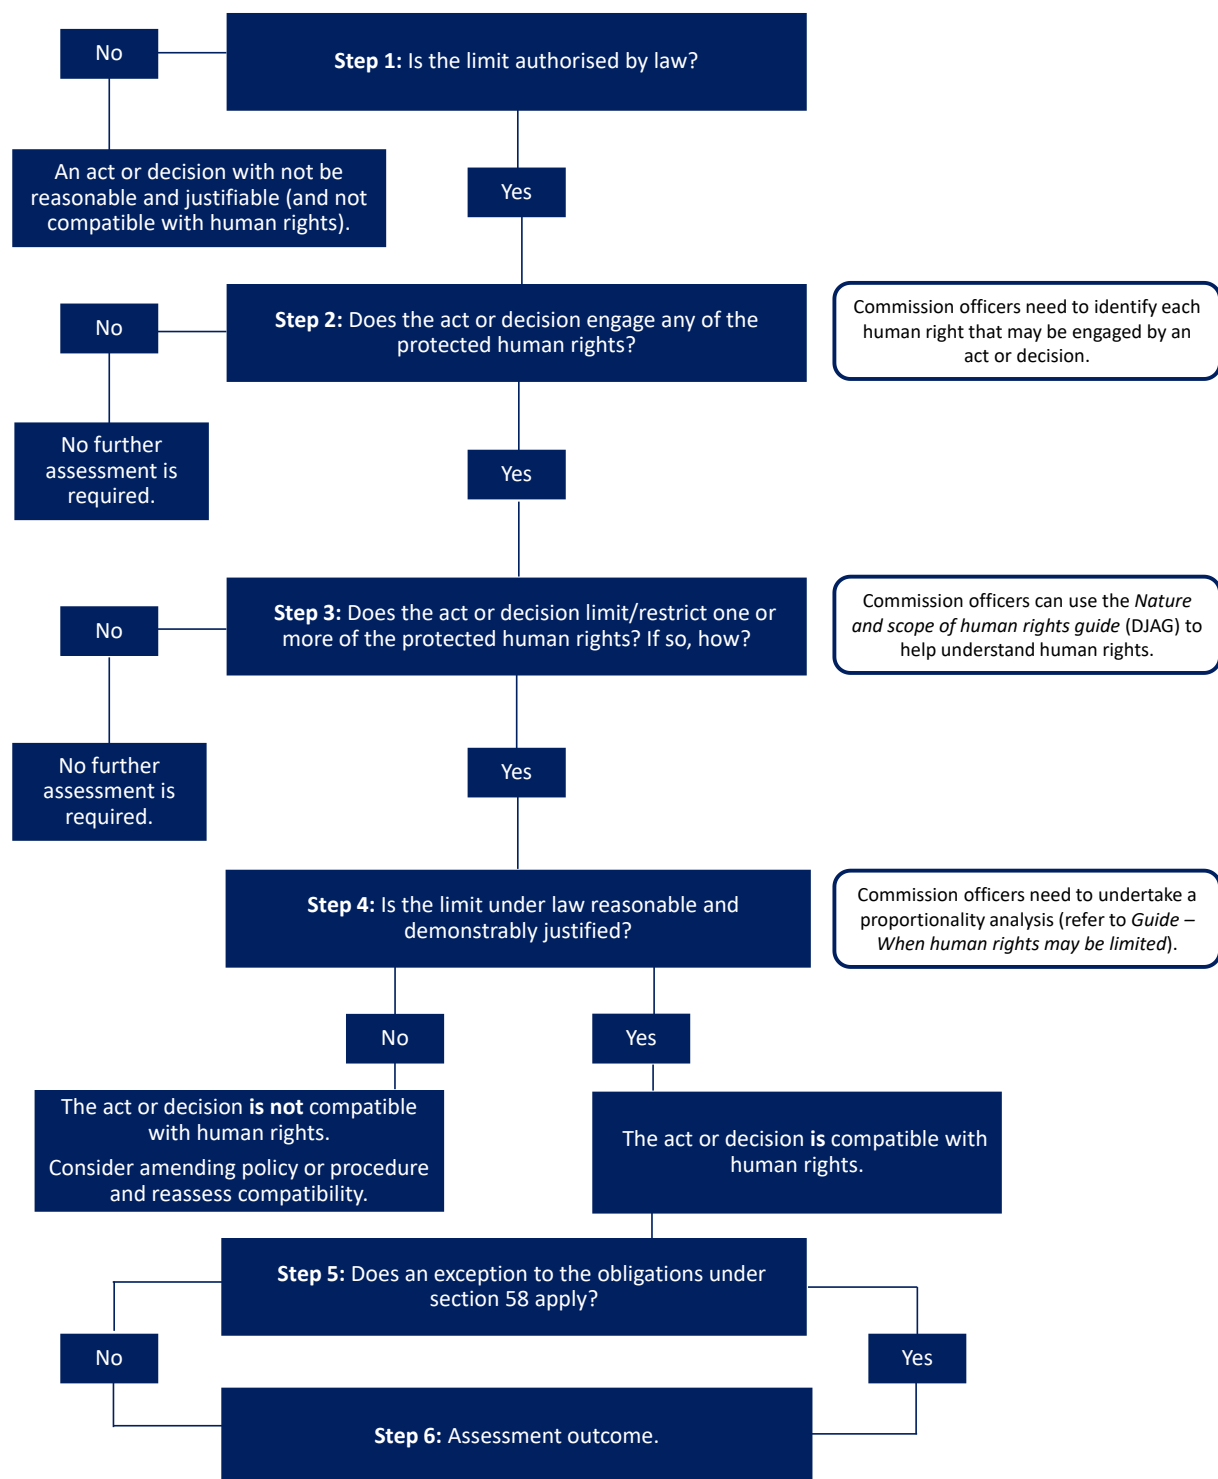 No
Step 1: Is the limit authorised by law?
An act or decision with not be
reasonable and justifiable (and not
compatible with human rights).
Yes
No
Step 2: Does the act or decision engage any of the
protected human rights?
Commission officers need to identify each
human right that may be engaged by an
act or decision.
No further
assessment is
required.
Yes
No
Step 3: Does the act or decision limit/restrict one or
more of the protected human rights? If so, how?
Commission officers can use the Nature
and scope of human rights guide (DJAG) to
help understand human rights.
No further
assessment is
required.
Yes
Step 4: Is the limit under law reasonable and
demonstrably justified?
Commission officers need to undertake a
proportionality analysis (refer to Guide –
When human rights may be limited).
No
Yes
The act or decision is not compatible
with human rights.
Consider amending policy or procedure
and reassess compatibility.
The act or decision is compatible with
human rights.
Step 5: Does an exception to the obligations under
section 58 apply?
No
Yes
Step 6: Assessment outcome.